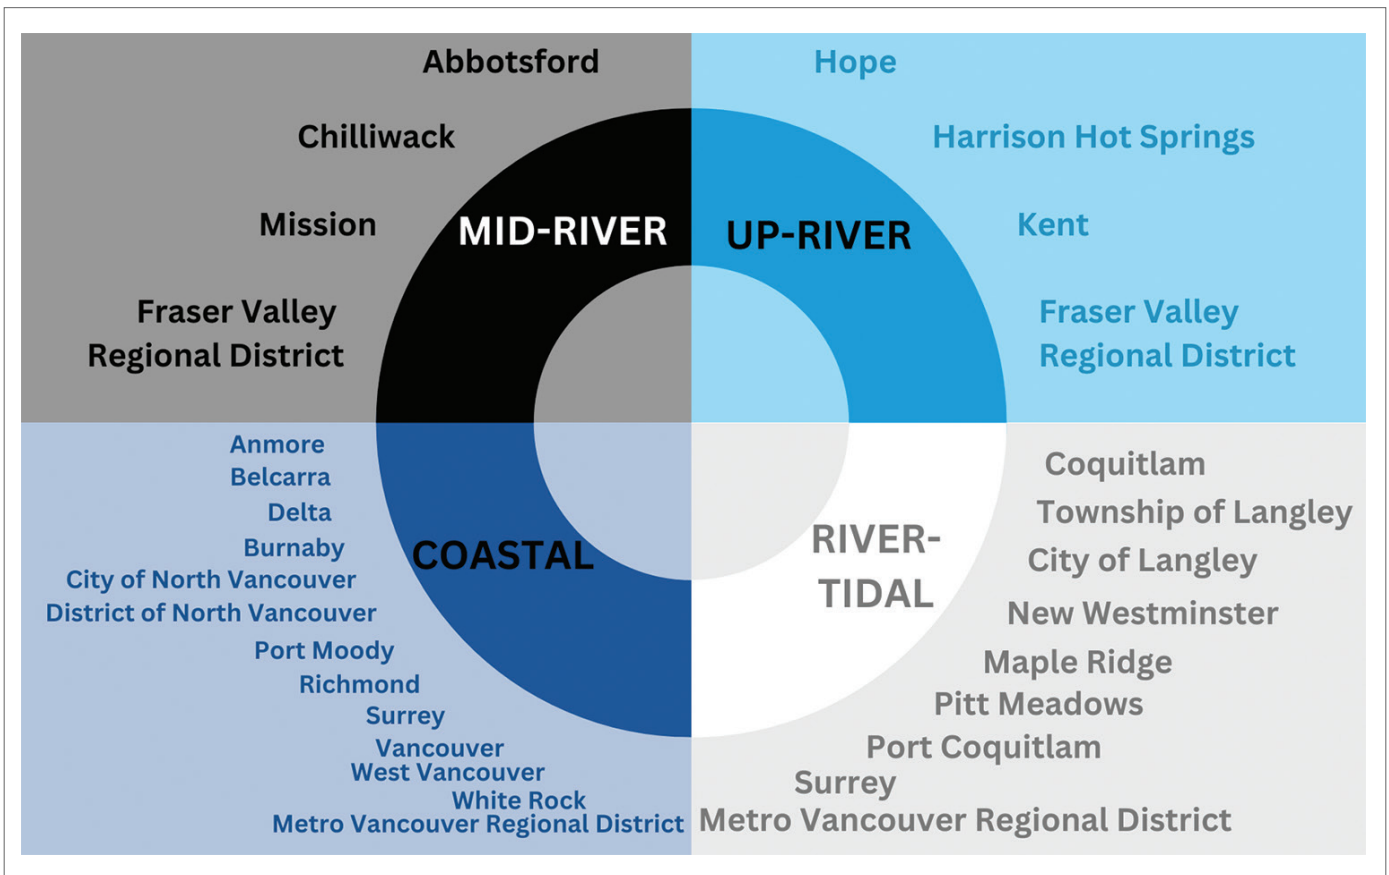 Abbotsford
Chilliwack
Mission
Fraser Valley
Regional District
MID-RIVER
Hope
Harrison Hot Springs
Kent
Fraser Valley
Regional District
UP-RIVER
Anmore
Belcarra
Delta
Burnaby
City of North Vancouver
District of North Vancouver
Port Moody
Richmond
Surrey
Vancouver
West Vancouver
White Rock
Metro Vancouver Regional District
COASTAL
RIVER-
TIDAL
Coquitlam
Township of Langley
City of Langley
New Westminster
Maple Ridge
Pitt Meadows
Port Coquitlam
Surrey
Metro Vancouver Regional District